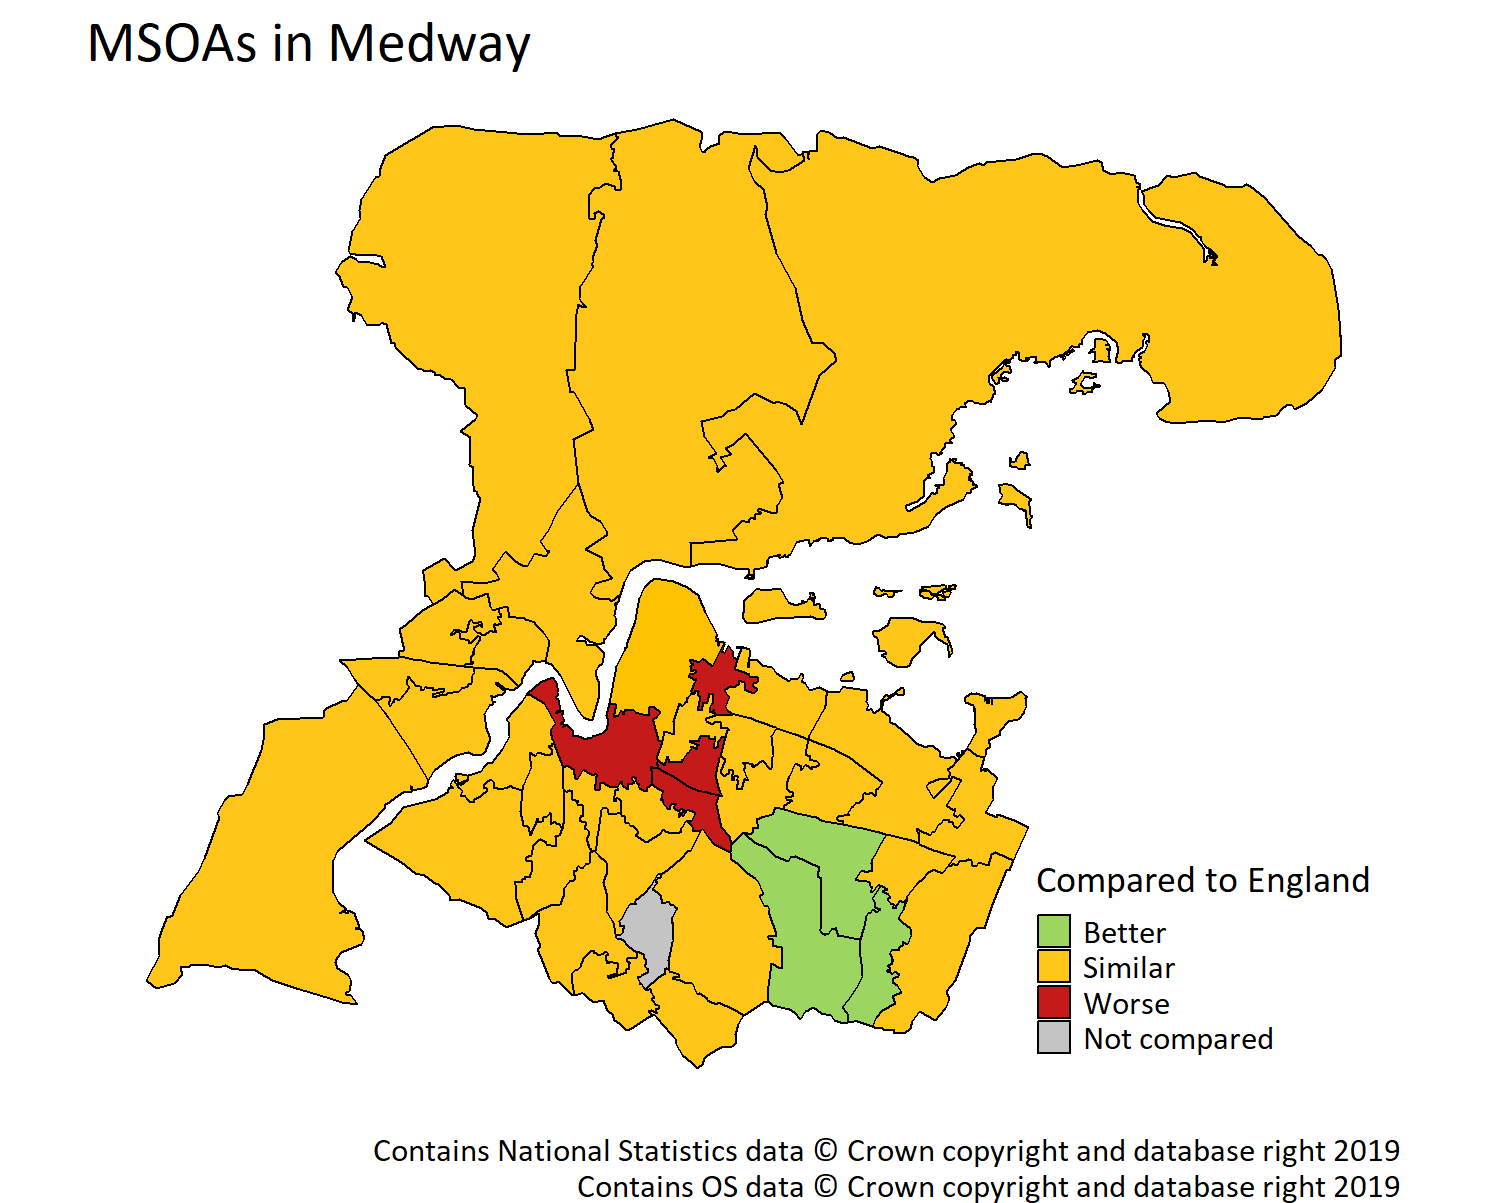 MSOAs in Medway
Compared to England
Better
Similar
Worse
Not compared
Contains National Statistics data © Crown copyright and database right 2019
Contains OS data © Crown copyright and database right 2019